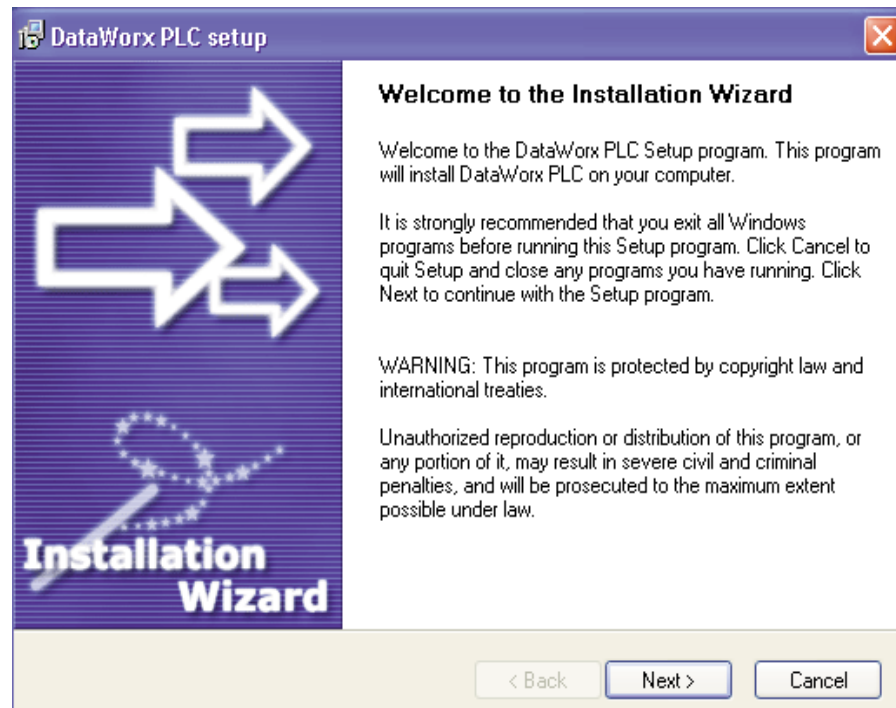 DataWorx PLC setup
Welcome to the Installation Wizard
Welcome to the DataWorx PLC Setup program. This program
will install DataWorx PLC on your computer.
It is strongly recommended that you exit all Windows
programs before running this Setup program. Click Cancel to
quit Setup and close any programs you have running. Click
Next to continue with the Setup program.
WARNING: This program is protected by copyright law and
international treaties.
Unauthorized reproduction or distribution of this program, or
any portion of it, may result in severe civil and criminal
penalties, and will be prosecuted to the maximum extent
possible under law.
Installation
Wizard
< Back
Next >
Cancel